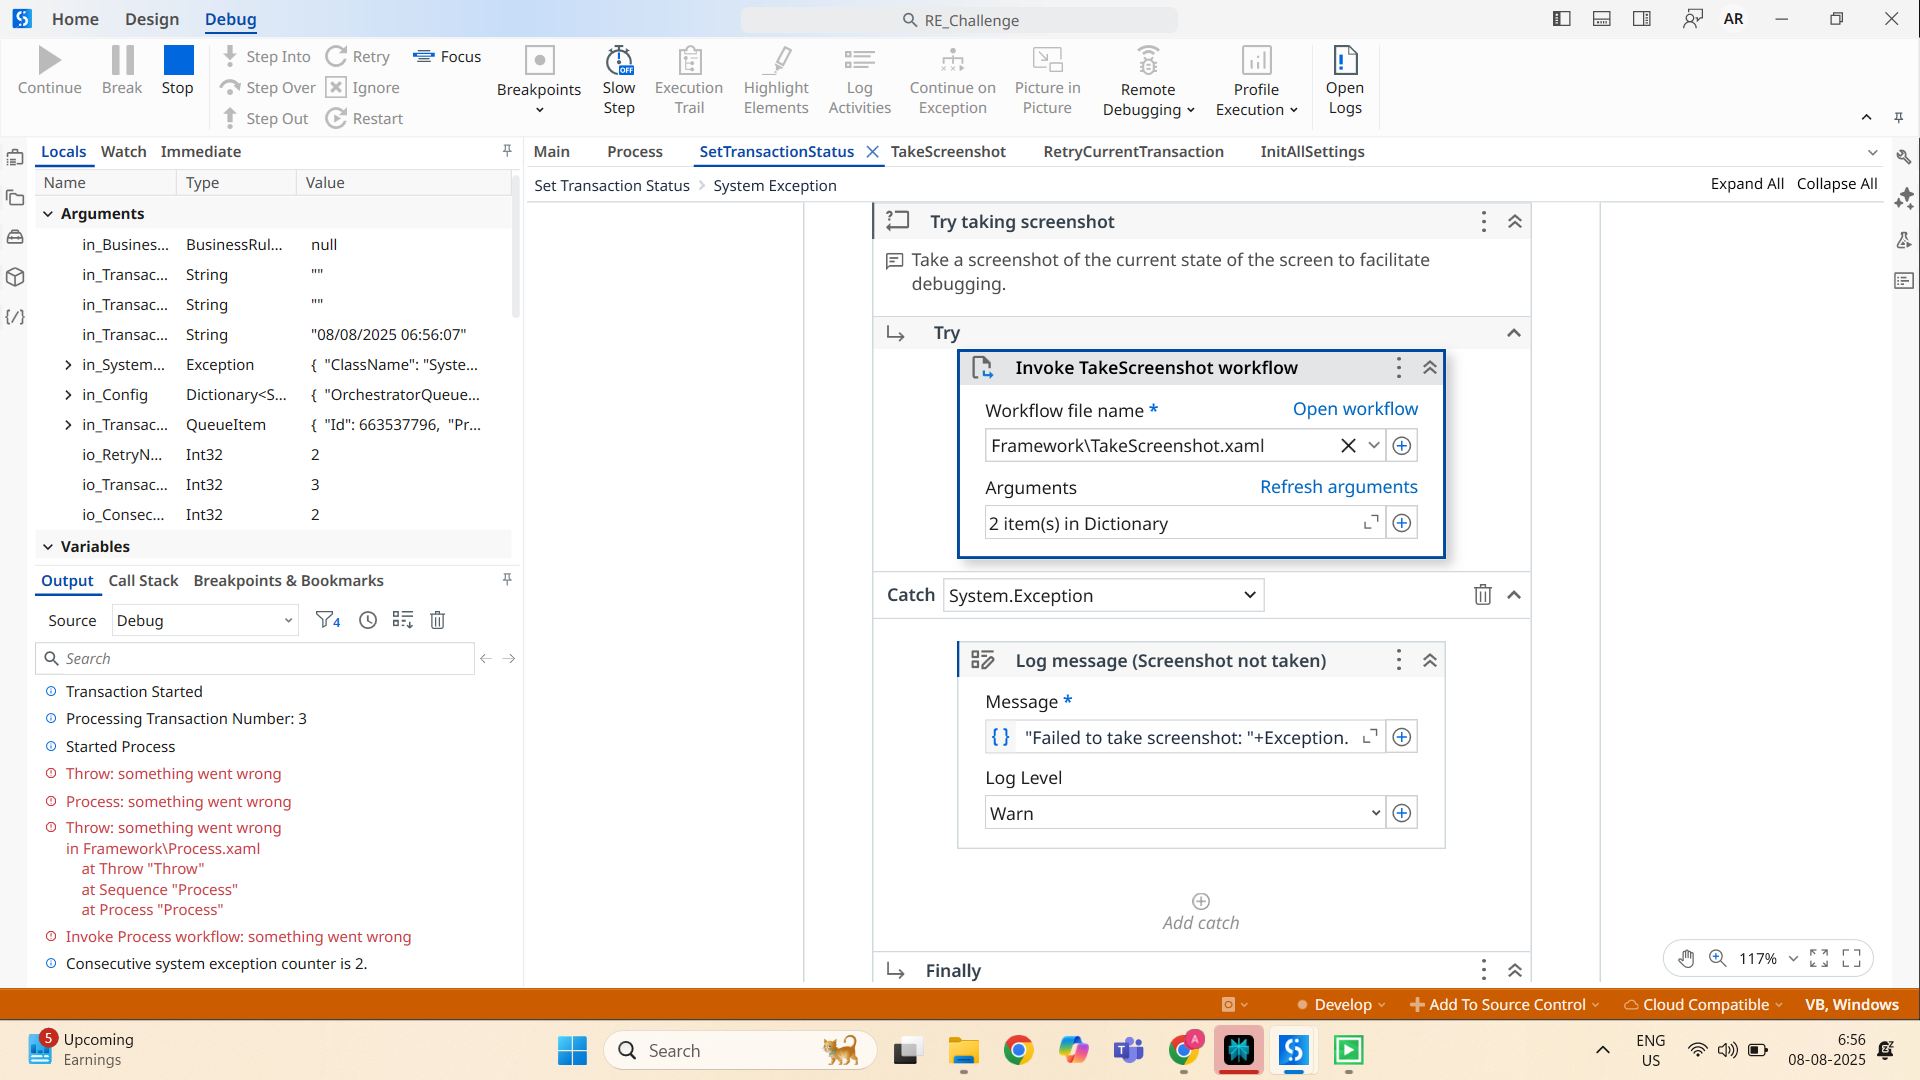 Home
Design
Debug
RE_Challenge
AR
Continue
Break
Stop
Step Into
Step Over
Step Out
Retry
Ignore
Restart
Focus
Breakpoints
Slow
Step
OFF
Execution
Trail
Highlight
Elements
Log
Activities
Continue on
Exception
Picture in
Picture
Remote
Debugging
Profile
Execution
Open
Logs
Locals
Watch
Immediate
Name
Type
Value
Arguments
in_Busines... BusinessRul... null
in_Transac... String ""
in_Transac... String ""
in_Transac... String "08/08/2025 06:56:07"
in_System... Exception { "ClassName": "Syste...
in_Config Dictionary<S... { "OrchestratorQueue...
in_Transac... QueueItem { "Id": 663537796, "Pr...
io_RetryN... Int32 2
io_Transac... Int32 3
io_Consec... Int32 2
Variables
Output
Call Stack
Breakpoints & Bookmarks
Source
Debug
4
Search
Transaction Started
Processing Transaction Number: 3
Started Process
Throw: something went wrong
Process: something went wrong
Throw: something went wrong
in Framework\Process.xaml
at Throw "Throw"
at Sequence "Process"
at Process "Process"
Invoke Process workflow: something went wrong
Consecutive system exception counter is 2.
Main
Process
SetTransactionStatus
TakeScreenshot
RetryCurrentTransaction
InitAllSettings
Set Transaction Status > System Exception
Expand All
Collapse All
Try taking screenshot
Take a screenshot of the current state of the screen to facilitate
debugging.
Try
Invoke TakeScreenshot workflow
Workflow file name *
Open workflow
Framework\TakeScreenshot.xaml
Arguments
Refresh arguments
2 item(s) in Dictionary
Catch
System.Exception
Log message (Screenshot not taken)
Message *
"Failed to take screenshot: "+Exception.
Log Level
Warn
Add catch
Finally
117%
Develop
Add To Source Control
Cloud Compatible
VB, Windows
5
Upcoming
Earnings
Search
A
ENG
US
6:56
08-08-2025